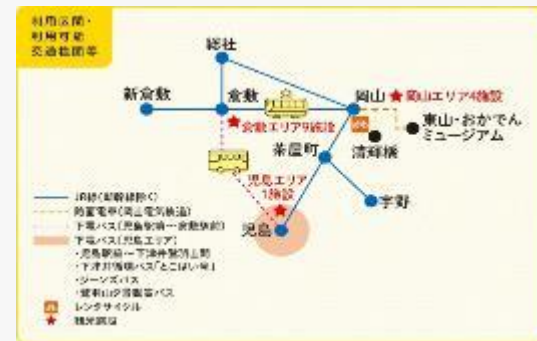 利用区間・
利用可能
交通機関等
総社
新倉敷
倉敷
岡山
岡山エリア4施設
倉敷エリア9施設
東山・おかでん
ミュージアム
清輝橋
茶屋町
児島エリア
1施設
宇野
児島
JR線(新幹線除く)
路面電車(岡山電気軌道)
下電バス(児島駅前〜倉敷駅前)
下電バス(児島エリア)
・ジーンズバス
レンタサイクル
観光施設